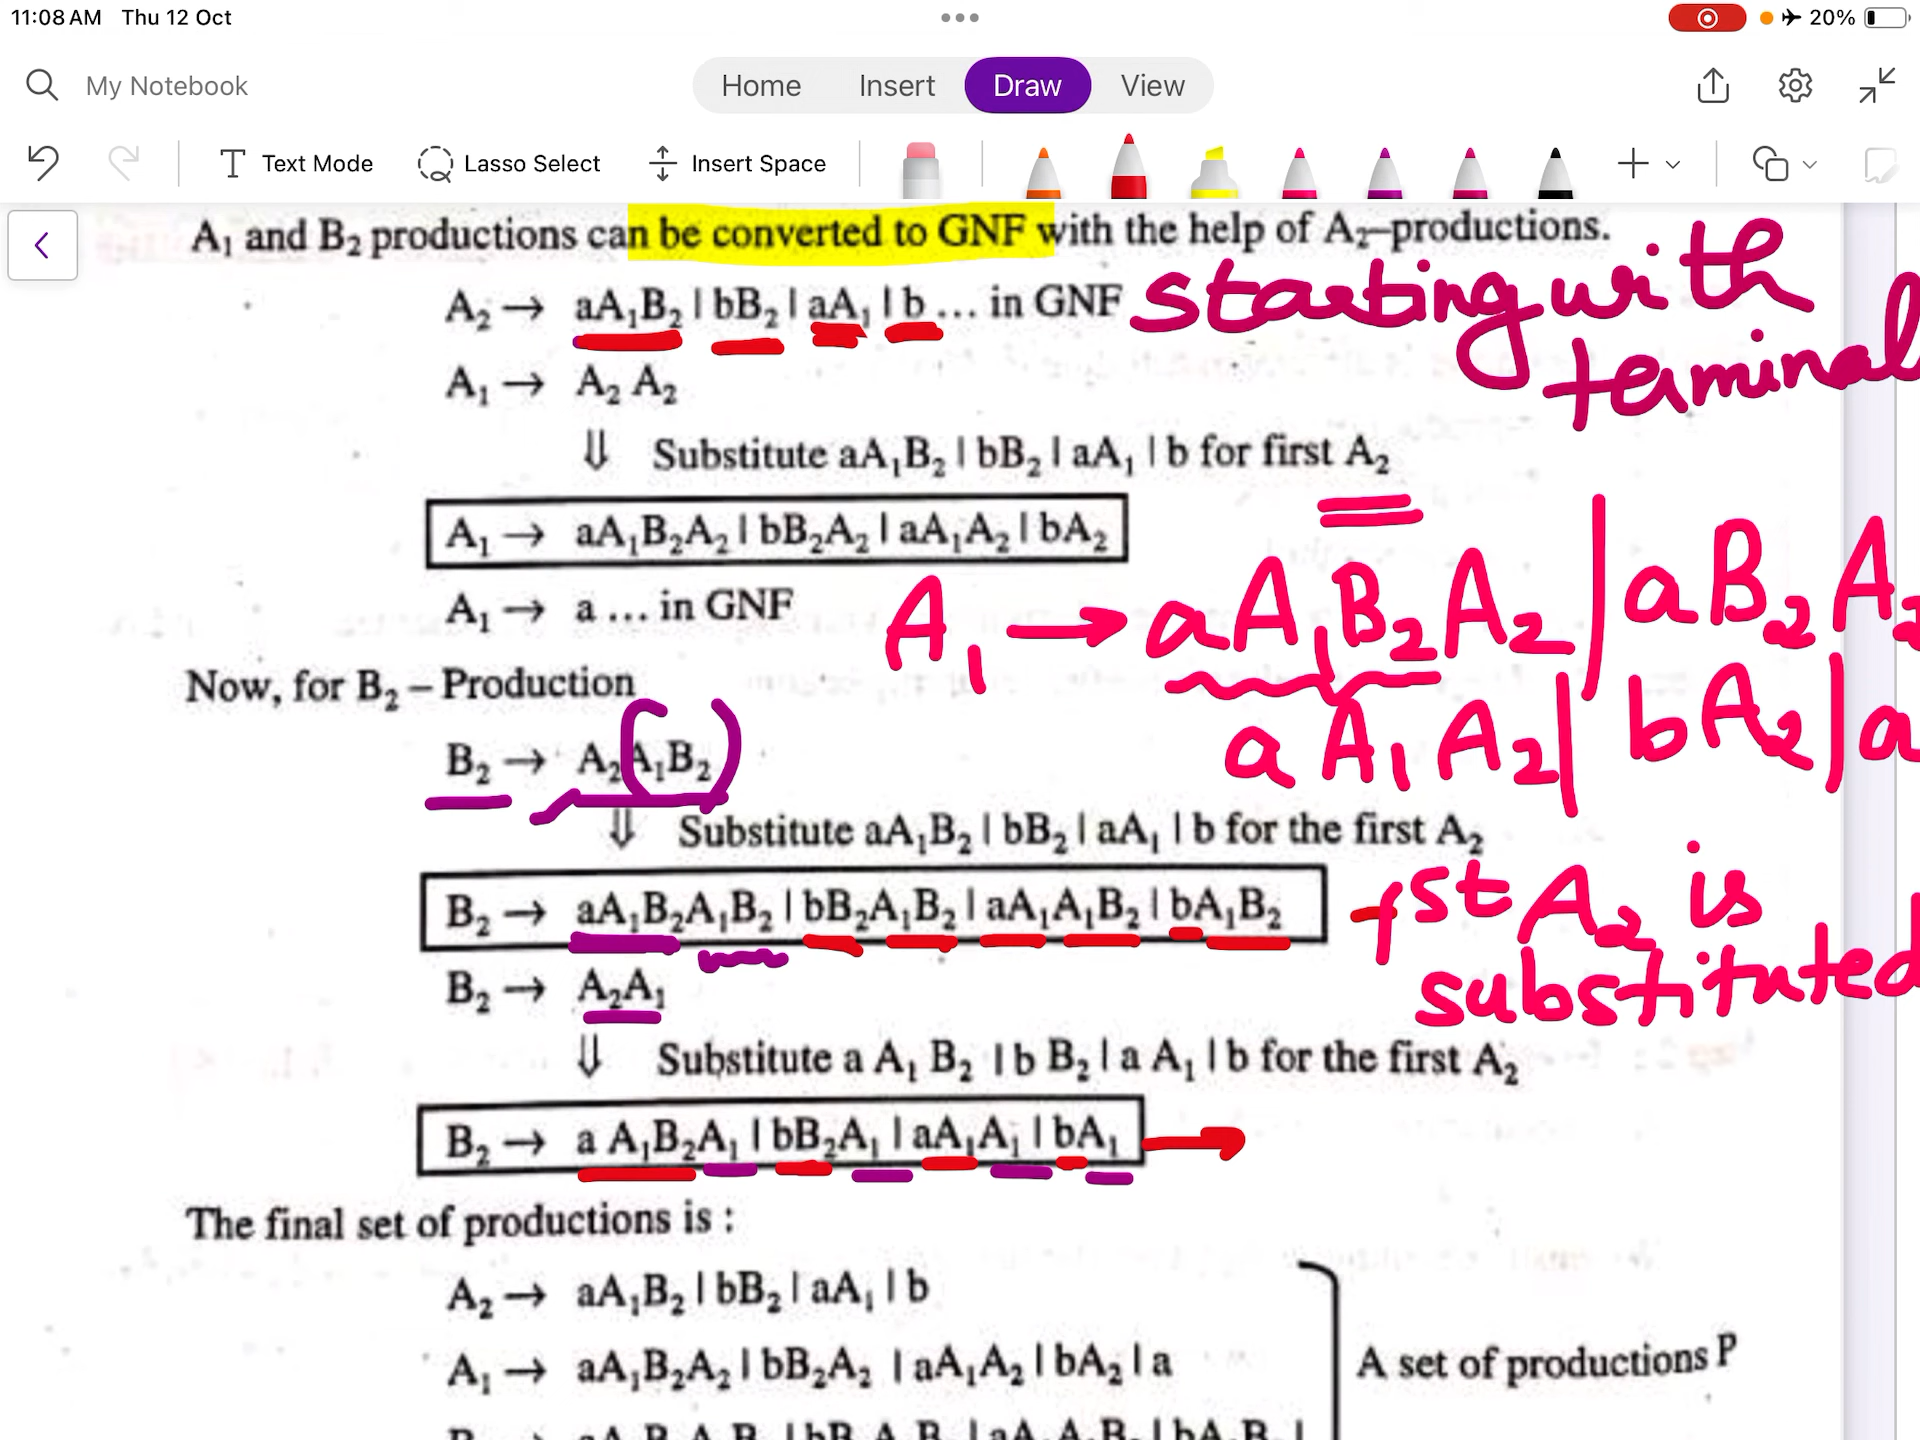 11:08 AM Thu 12 Oct
20%
My Notebook
Home Insert Draw View
Text Mode Lasso Select Insert Space
A₁ and B₂ productions can be converted to GNF with the help of A₂–productions.
A₂ → aA₁B₂ | bB₂ | aA₁ | b ... in GNF
starting with
terminal
A₁ → A₂ A₂
⇓ Substitute aA₁B₂ | bB₂ | aA₁ | b for first A₂
A₁ → aA₁B₂A₂ | bB₂A₂ | aA₁A₂ | bA₂
A₁ → a ... in GNF
A₁ → aA₁B₂A₂ | aB₂A₂
aA₁A₂ | bA₂ | a
Now, for B₂ – Production
B₂ → A₂(A₁B₂)
⇓ Substitute aA₁B₂ | bB₂ | aA₁ | b for the first A₂
B₂ → aA₁B₂A₁B₂ | bB₂A₁B₂ | aA₁A₁B₂ | bA₁B₂
1st A₂ is
substituted
B₂ → A₂A₁
⇓ Substitute a A₁ B₂ | b B₂ | a A₁ | b for the first A₂
B₂ → a A₁B₂A₁ | bB₂A₁ | aA₁A₁ | bA₁
The final set of productions is :
A₂ → aA₁B₂ | bB₂ | aA₁ | b
A₁ → aA₁B₂A₂ | bB₂A₂ | aA₁A₂ | bA₂ | a
A set of productions P